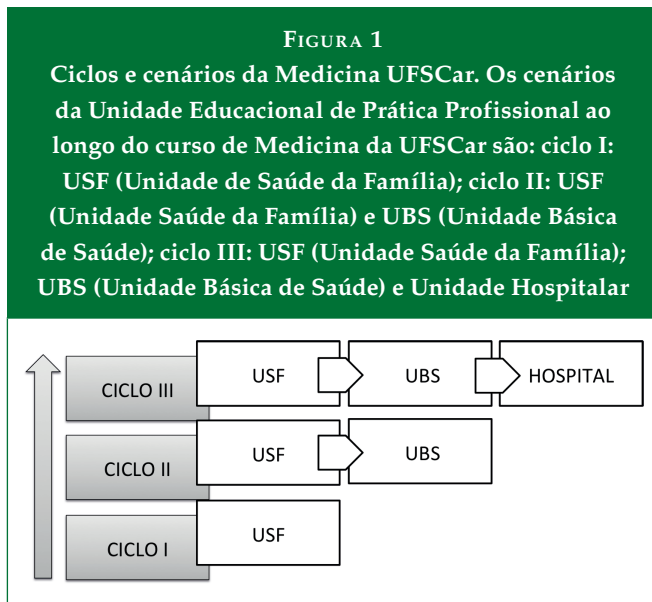 Figura 1
Ciclos e cenários da Medicina UFSCar. Os cenários
da Unidade Educacional de Prática Profissional ao
longo do curso de Medicina da UFSCar são: ciclo I:
USF (Unidade de Saúde da Família); ciclo II: USF
(Unidade Saúde da Família) e UBS (Unidade Básica
de Saúde); ciclo III: USF (Unidade Saúde da Família);
UBS (Unidade Básica de Saúde) e Unidade Hospitalar
CICLO III USF UBS HOSPITAL
CICLO II USF UBS
CICLO I USF